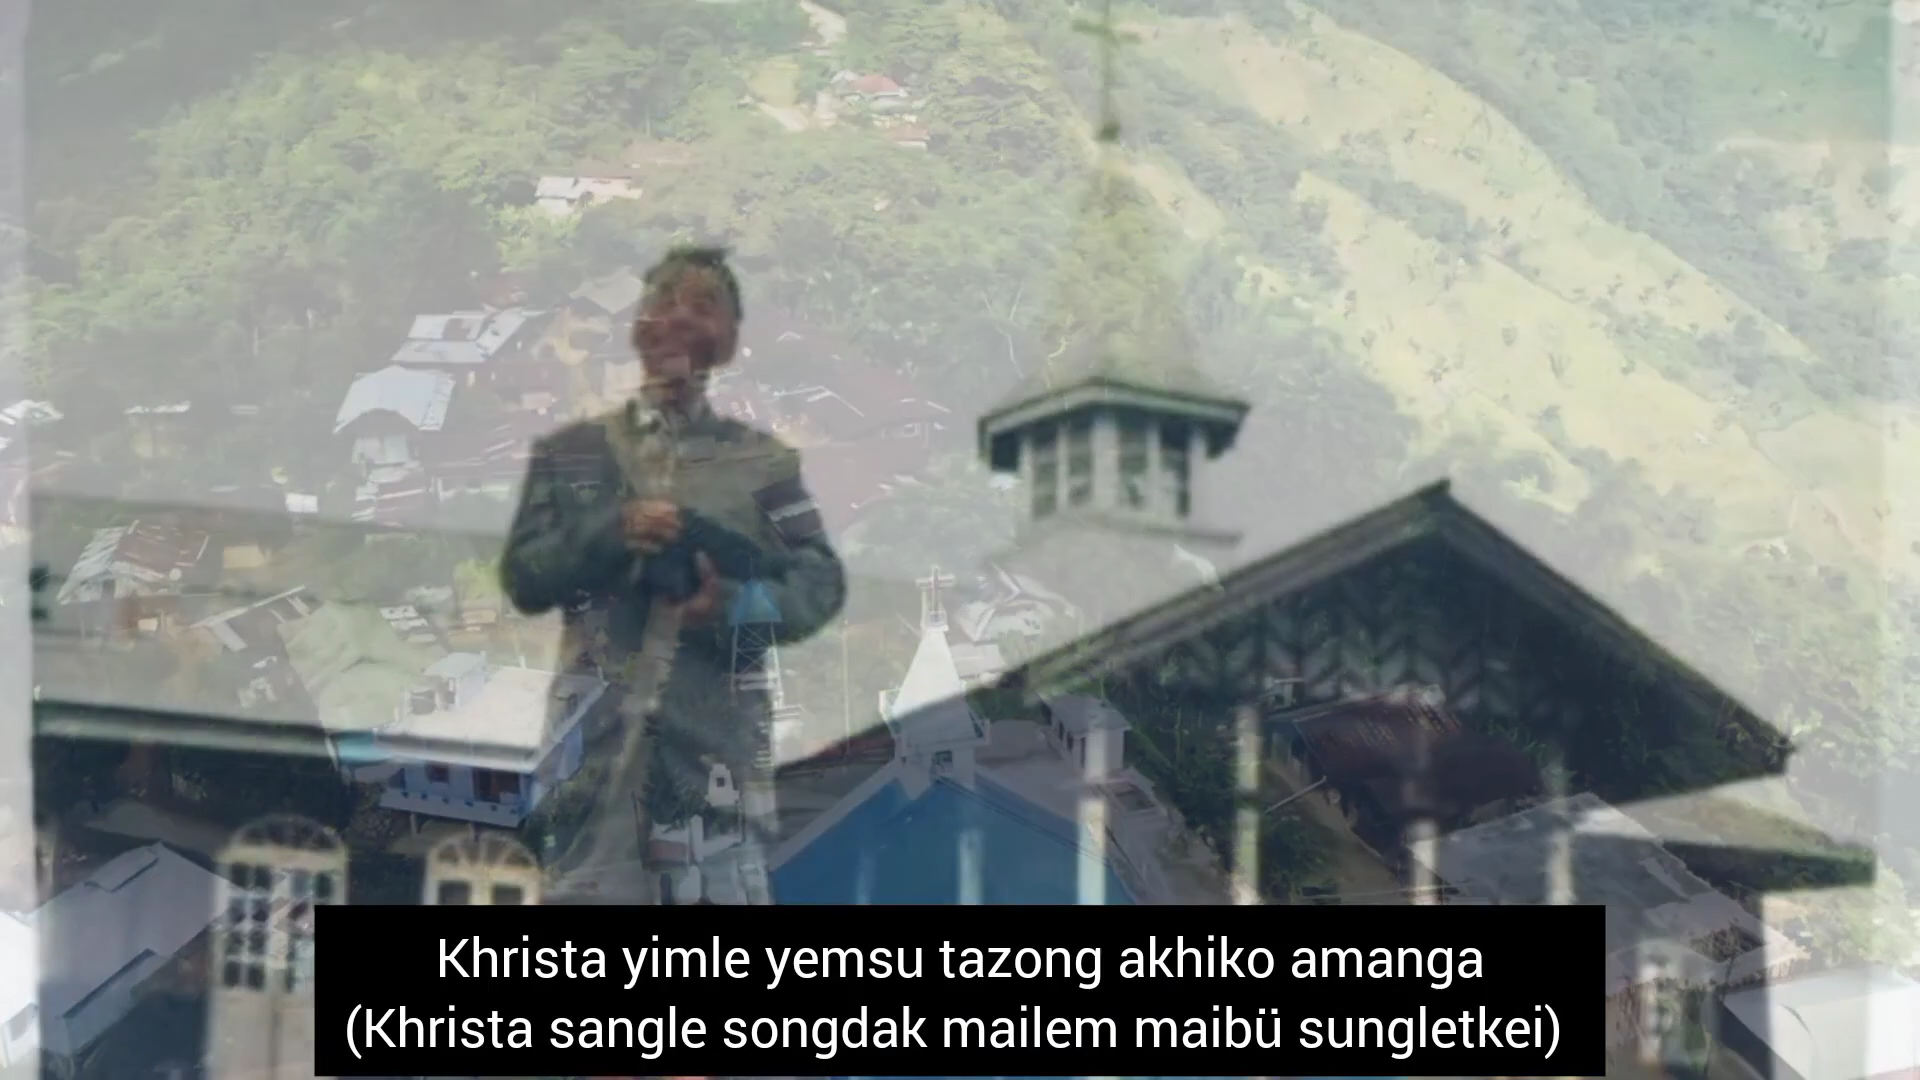 Khrista yimle yemsu tazong akhiko amanga
(Khrista sangle songdak mailem maibü sungletkei)